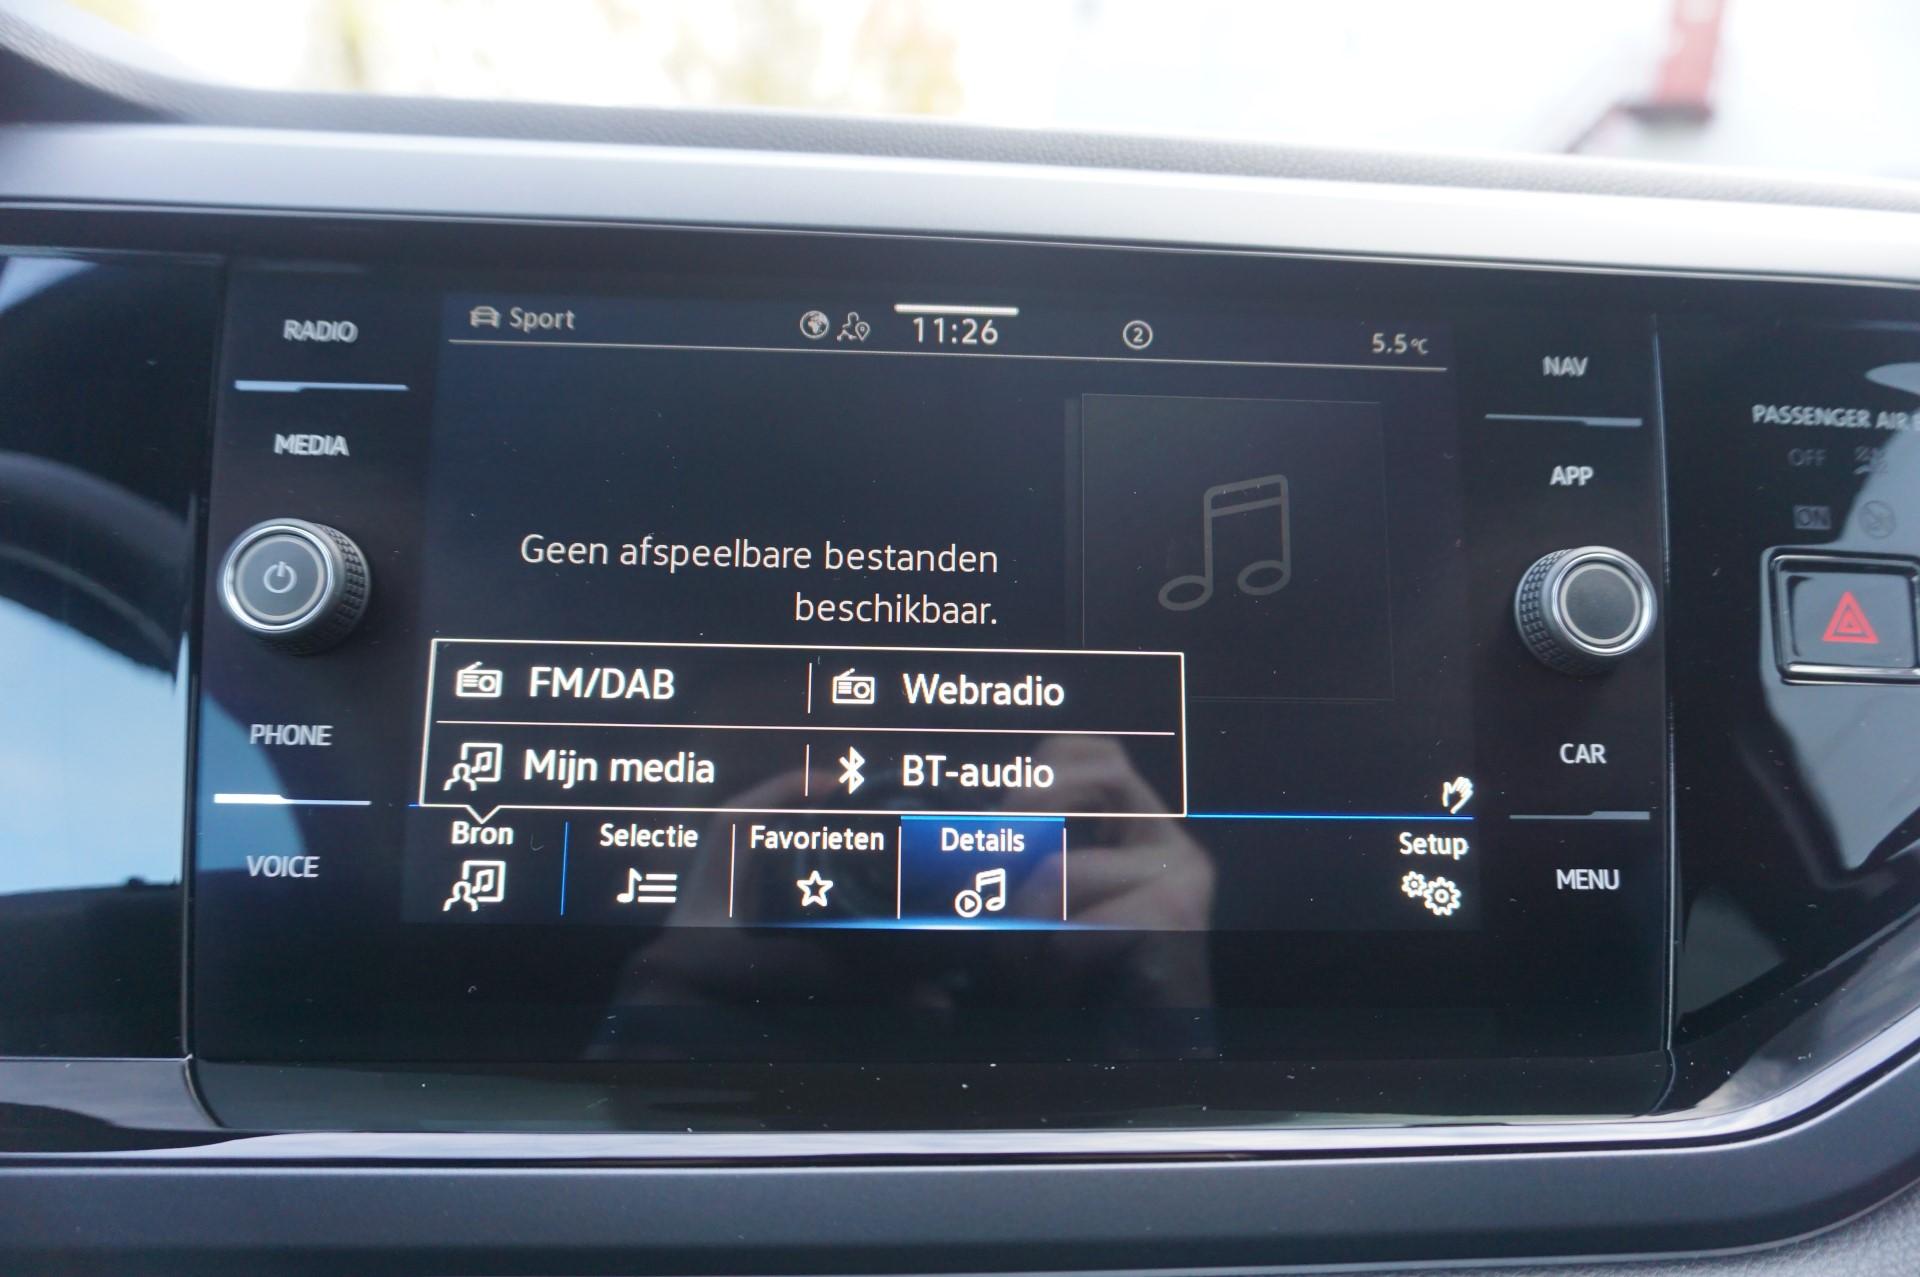 RADIO
MEDIA
PHONE
VOICE
Sport
11:26
2
5.5°C
Geen afspeelbare bestanden
beschikbaar.
FM/DAB
Webradio
Mijn media
BT-audio
Bron
Selectie
Favorieten
Details
Setup
NAV
APP
CAR
MENU
PASSENGER AIR
OFF
ON